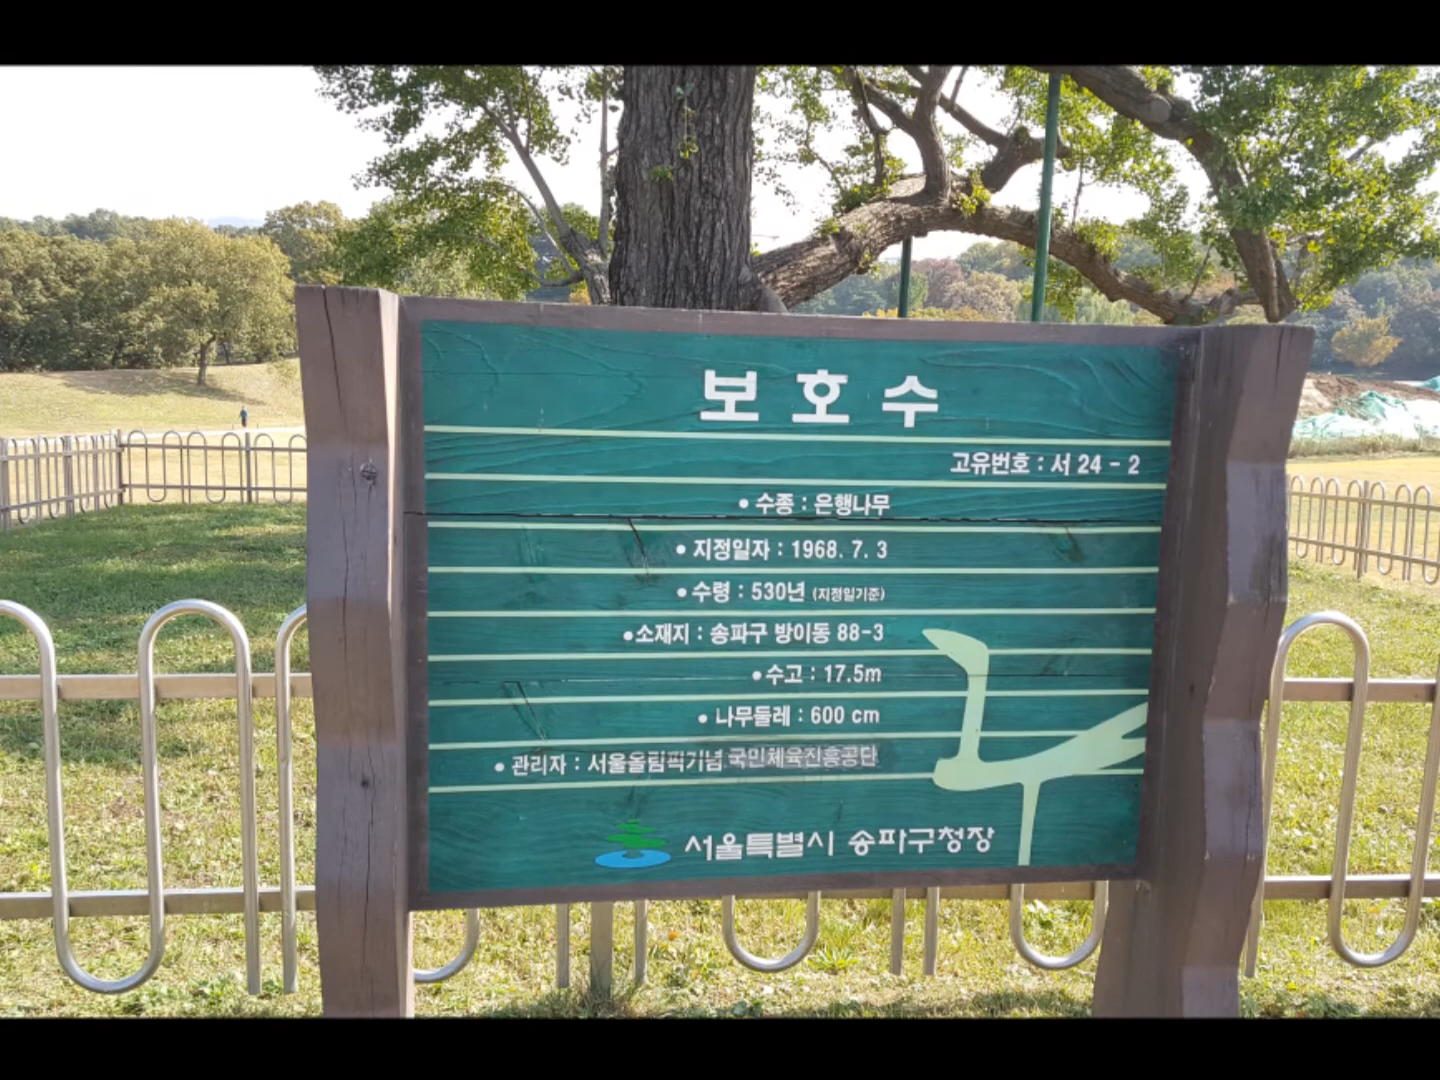 보호수
고유번호 : 서 24 - 2
• 수종 : 은행나무
• 지정일자 : 1968. 7. 3
• 수령 : 530년 (지정일기준)
• 소재지 : 송파구 방이동 88-3
• 수고 : 17.5m
• 나무둘레 : 600 cm
• 관리자 : 서울올림픽기념 국민체육진흥공단
서울특별시 송파구청장